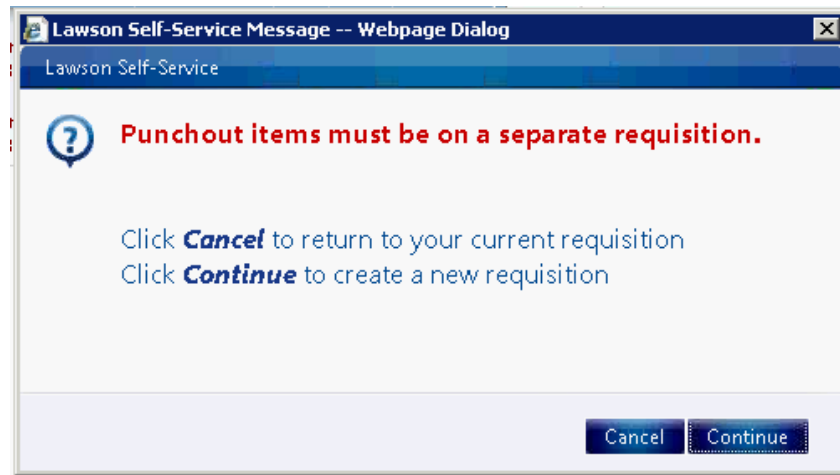 Lawson Self-Service Message -- Webpage Dialog
Lawson Self-Service
Punchout items must be on a separate requisition.
Click Cancel to return to your current requisition
Click Continue to create a new requisition
Cancel Continue